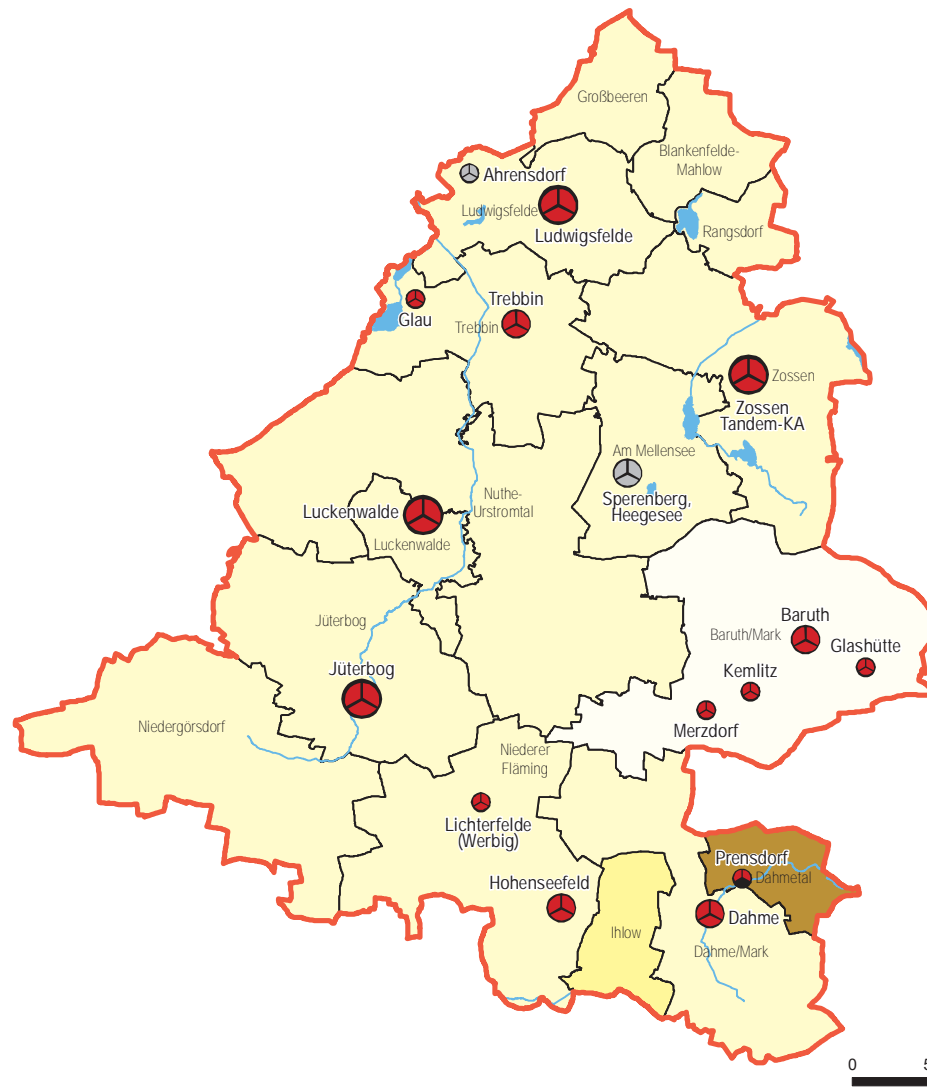 Großbeeren
Blankenfelde-
Mahlow
Ahrensdorf
Ludwigsfelde
Ludwigsfelde
Rangsdorf
Glau
Trebbin
Trebbin
Zossen
Zossen
Tandem-KA
Am Mellensee
Sperenberg,
Heegesee
Nuthe-
Urstromtal
Luckenwalde
Luckenwalde
Jüterbog
Jüterbog
Baruth
Baruth/Mark
Glashütte
Kemlitz
Merzdorf
Niedergörsdorf
Niederer
Fläming
Lichterfelde
(Werbig)
Hohenseefeld
Ihlow
Prensdorf
Dahmetal
Dahme
Dahme/Mark
0 5